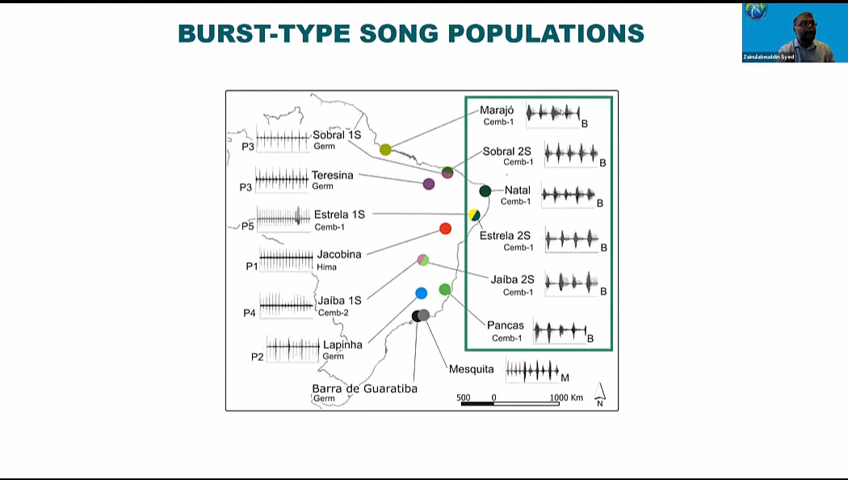 BURST-TYPE SONG POPULATIONS
Zainulabeuddin Syed
Marajó
Cemb-1
B
Sobral 1S
Germ
P3
Sobral 2S
Cemb-1
B
Teresina
Germ
P3
Natal
Cemb-1
B
Estrela 1S
Cemb-1
P5
Estrela 2S
Cemb-1
B
Jacobina
Hima
P1
Jaíba 2S
Cemb-1
B
Jaíba 1S
Cemb-2
P4
Pancas
Cemb-1
B
Lapinha
Germ
P2
Mesquita
M
Barra de Guaratiba
Germ
500 0 1000 Km
N